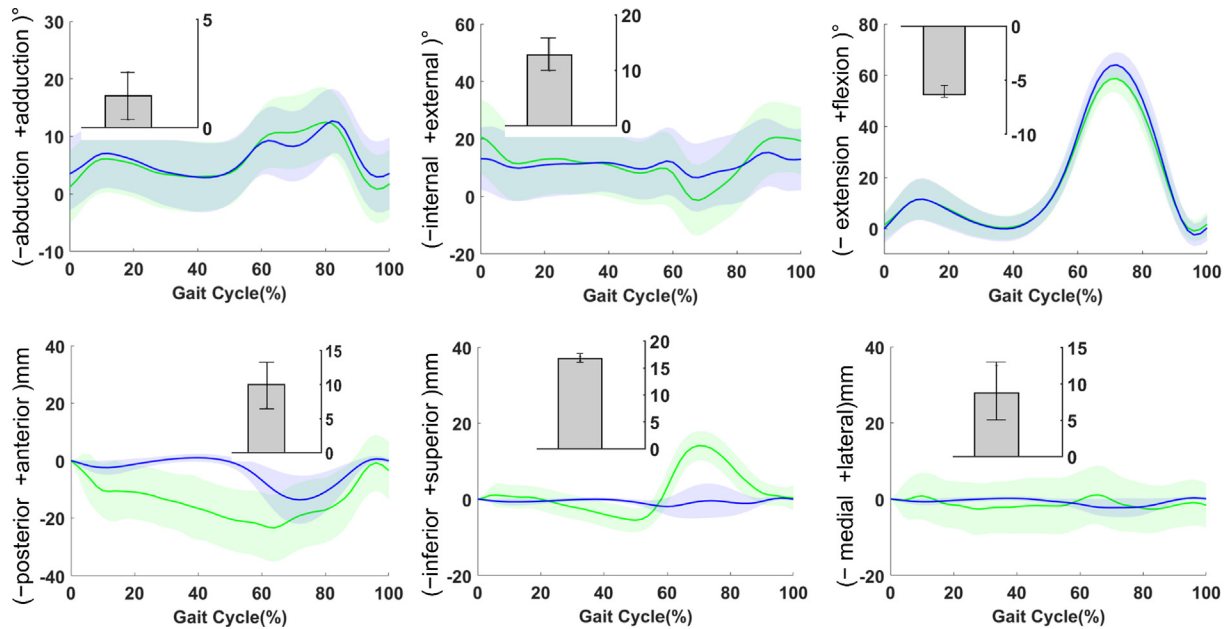 (−abduction +adduction)°
30
20
10
0
-10
5
0
0 20 40 60 80 100
Gait Cycle(%)
(−internal +external )°
60
40
20
0
-20
20
10
0
0 20 40 60 80 100
Gait Cycle(%)
(− extension +flexion)°
80
60
40
20
0
0
-5
-10
0 20 40 60 80 100
Gait Cycle(%)
(−posterior +anterior )mm
40
20
0
-20
-40
15
10
5
0
0 20 40 60 80 100
Gait Cycle(%)
(−inferior +superior )mm
40
20
0
-20
20
15
10
5
0
0 20 40 60 80 100
Gait Cycle(%)
(− medial +lateral)mm
40
20
0
-20
15
10
5
0
0 20 40 60 80 100
Gait Cycle(%)